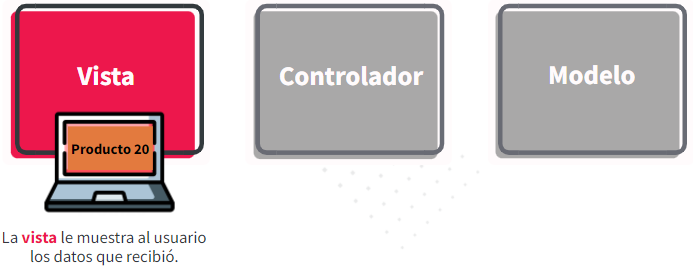 Vista
Controlador
Modelo
Producto 20
La vista le muestra al usuario
los datos que recibió.